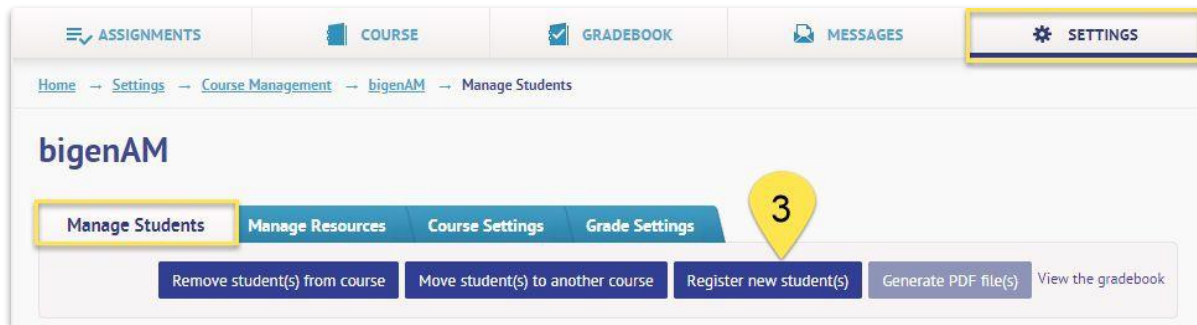 ASSIGNMENTS COURSE GRADEBOOK MESSAGES SETTINGS
Home → Settings → Course Management → bigenAM → Manage Students
bigenAM
Manage Students Manage Resources Course Settings Grade Settings
3
Remove student(s) from course Move student(s) to another course Register new student(s) Generate PDF file(s) View the gradebook